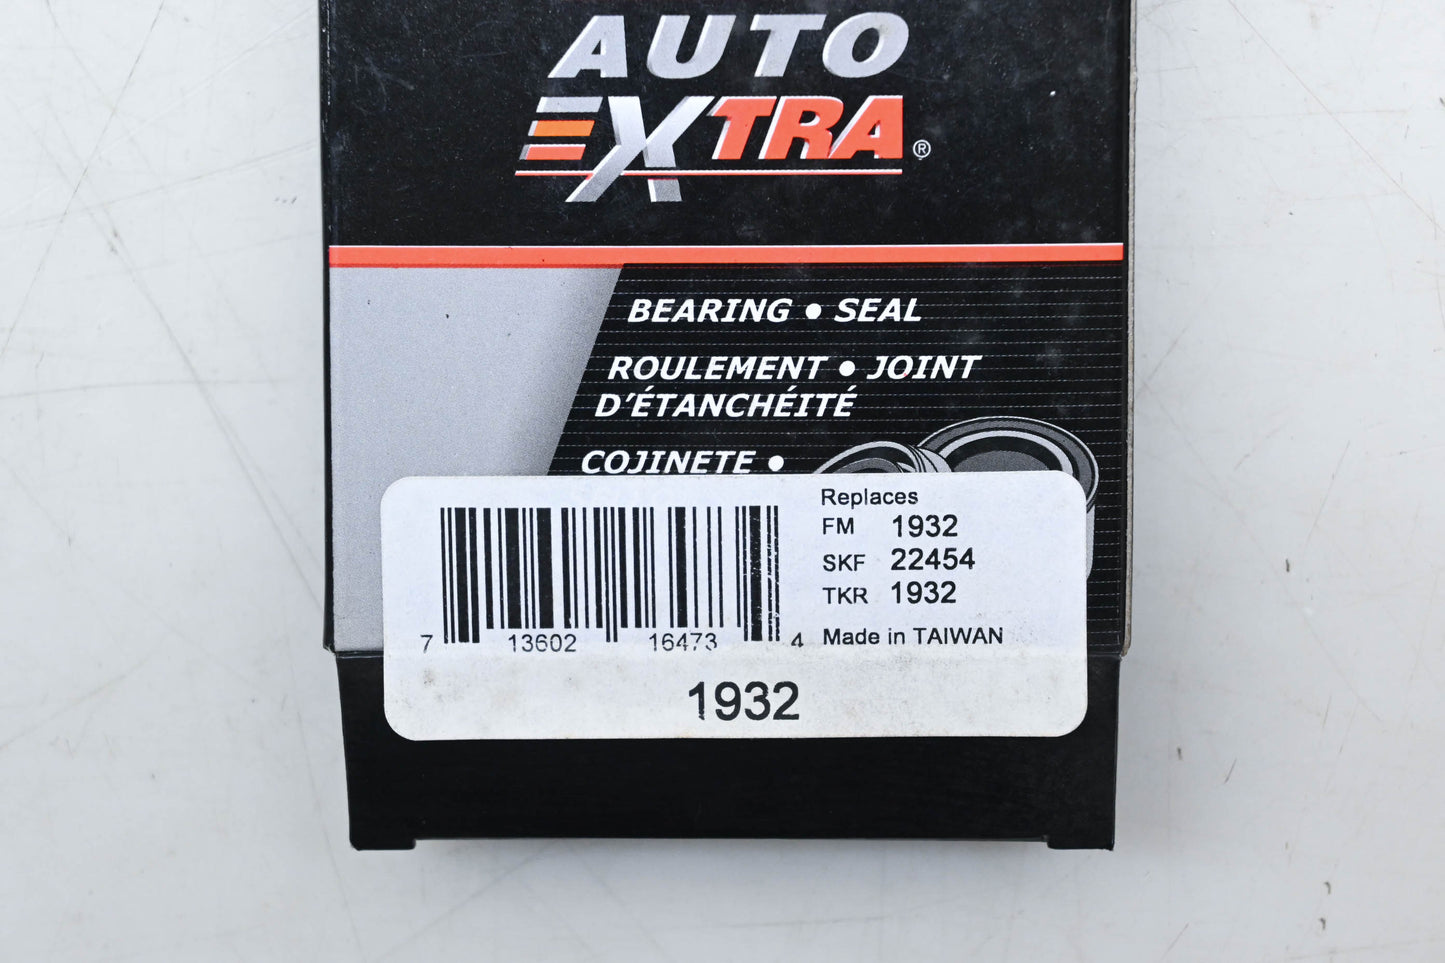 AUTO
EXTRA®
BEARING • SEAL
ROULEMENT • JOINT
D'ÉTANCHÉITÉ
COJINETE •
Replaces
FM 1932
SKF 22454
TKR 1932
7 13602 16473 4
Made in TAIWAN
1932